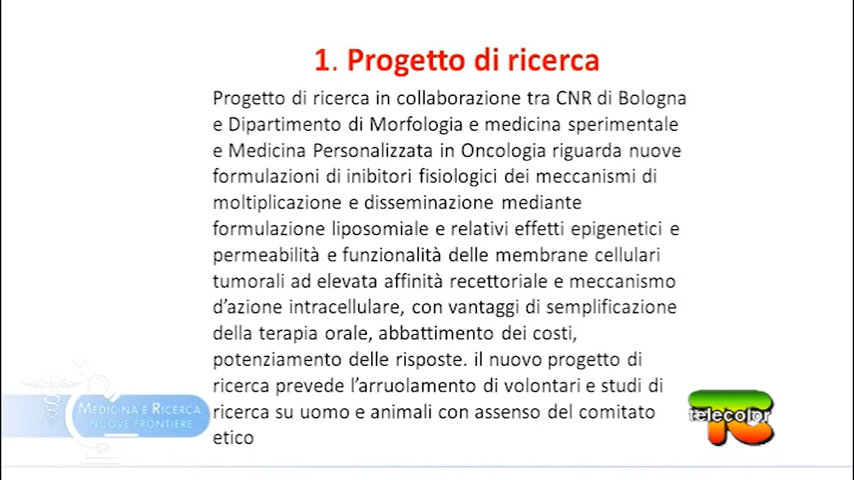 1. Progetto di ricerca
Progetto di ricerca in collaborazione tra CNR di Bologna
e Dipartimento di Morfologia e medicina sperimentale
e Medicina Personalizzata in Oncologia riguarda nuove
formulazioni di inibitori fisiologici dei meccanismi di
moltiplicazione e disseminazione mediante
formulazione liposomiale e relativi effetti epigenetici e
permeabilità e funzionalità delle membrane cellulari
tumorali ad elevata affinità recettoriale e meccanismo
d'azione intracellulare, con vantaggi di semplificazione
della terapia orale, abbattimento dei costi,
potenziamento delle risposte. il nuovo progetto di
ricerca prevede l'arruolamento di volontari e studi di
ricerca su uomo e animali con assenso del comitato
etico
MEDICINA E RICERCA
NUOVE FRONTIERE
telecolor